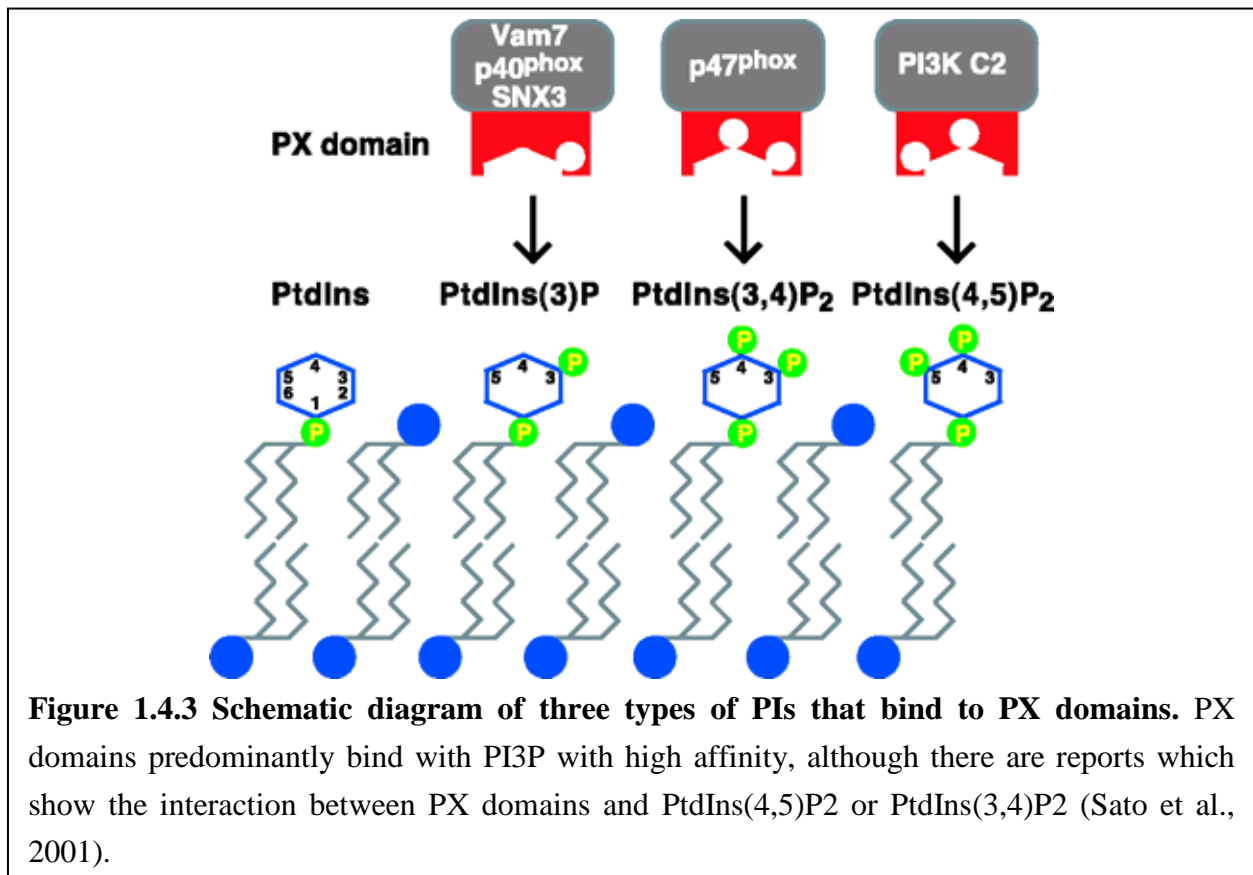 Vam7
p40phox
SNX3
p47phox
PI3K C2
PX domain
PtdIns
PtdIns(3)P
PtdIns(3,4)P2
PtdIns(4,5)P2
4
5 3
6 2
1
P
4
5 3
P
P
P
4
5 3
P
P
P
P
4
5 3
P
Figure 1.4.3 Schematic diagram of three types of PIs that bind to PX domains. PX
domains predominantly bind with PI3P with high affinity, although there are reports which
show the interaction between PX domains and PtdIns(4,5)P2 or PtdIns(3,4)P2 (Sato et al.,
2001).